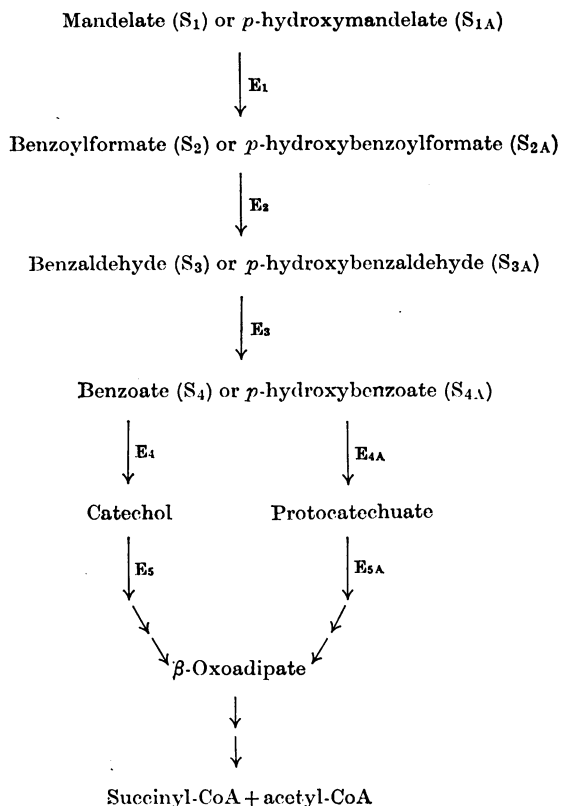 Mandelate (S₁) or p-hydroxymandelate (S₁ₐ)
E₁
Benzoylformate (S₂) or p-hydroxybenzoylformate (S₂ₐ)
E₂
Benzaldehyde (S₃) or p-hydroxybenzaldehyde (S₃ₐ)
E₃
Benzoate (S₄) or p-hydroxybenzoate (S₄ₐ)
E₄ E₄ₐ
Catechol Protocatechuate
E₅ E₅ₐ
β-Oxoadipate
Succinyl-CoA + acetyl-CoA